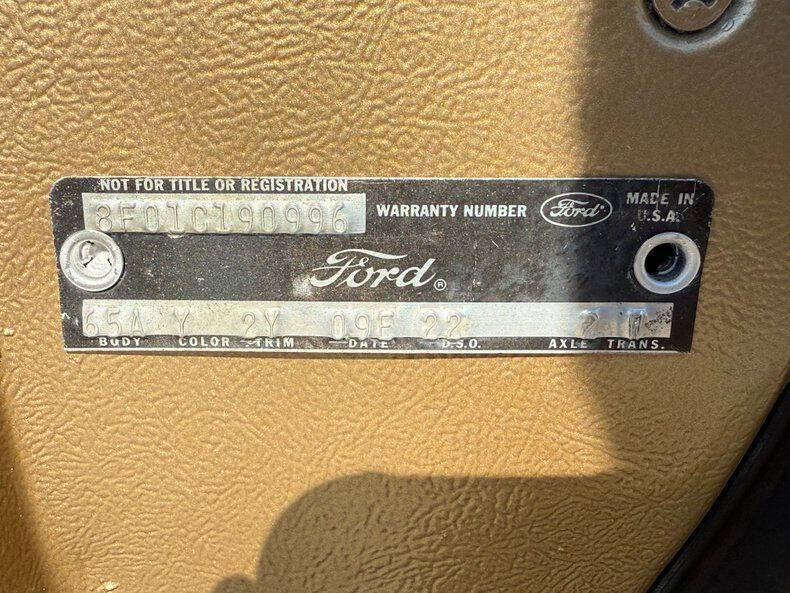 NOT FOR TITLE OR REGISTRATION
8F01C190996 WARRANTY NUMBER Ford MADE IN U.S.A.
Ford®
65A Y 2Y 09F 22 2
BODY COLOR TRIM DATE D.S.O. AXLE TRANS.